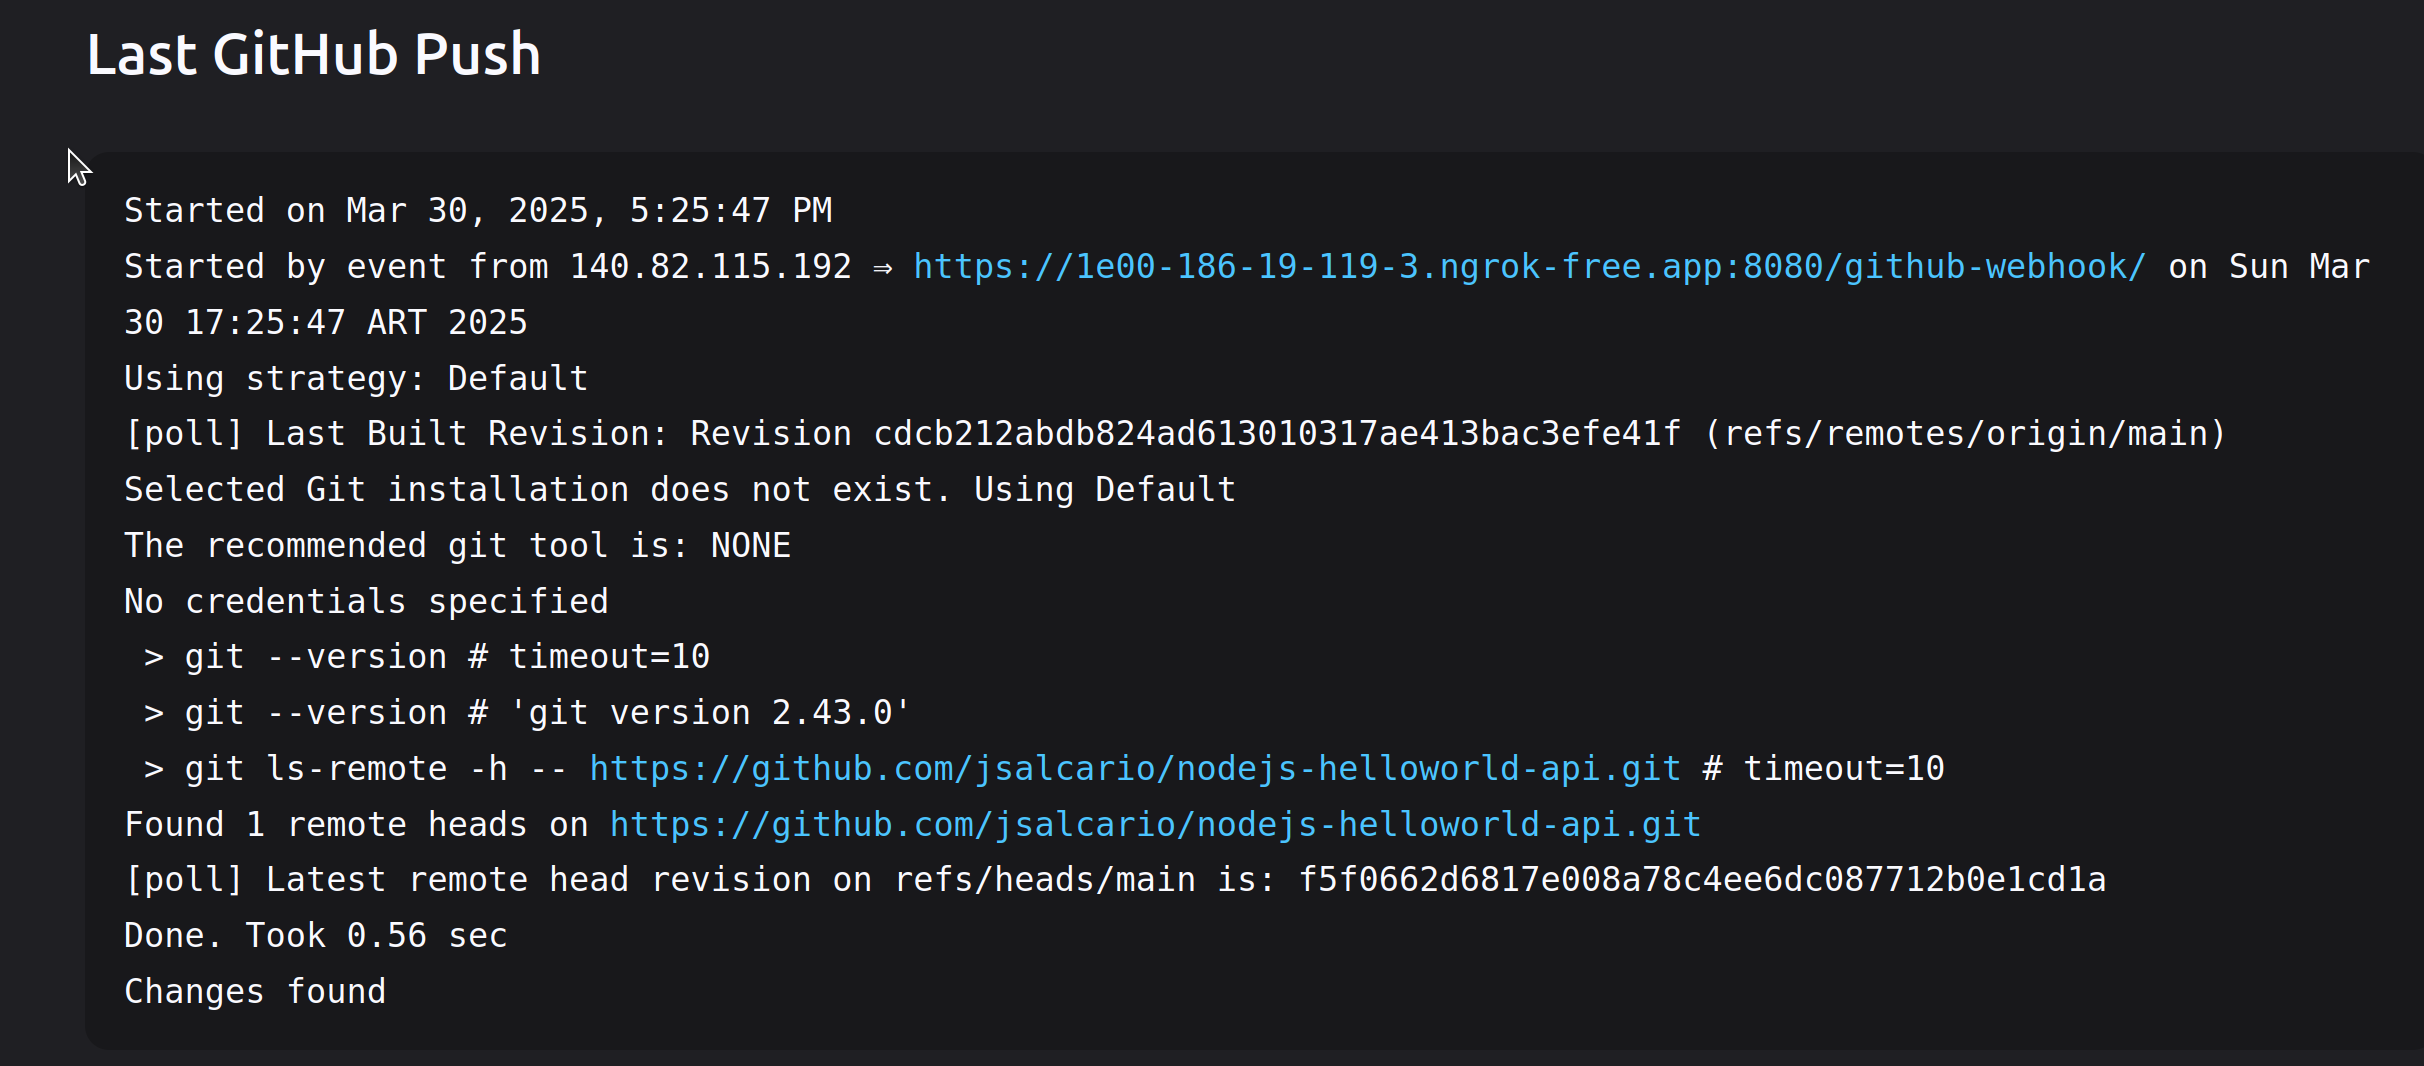 Last GitHub Push
Started on Mar 30, 2025, 5:25:47 PM
Started by event from 140.82.115.192 ⇒ https://1e00-186-19-119-3.ngrok-free.app:8080/github-webhook/ on Sun Mar
30 17:25:47 ART 2025
Using strategy: Default
[poll] Last Built Revision: Revision cdcb212abdb824ad613010317ae413bac3efe41f (refs/remotes/origin/main)
Selected Git installation does not exist. Using Default
The recommended git tool is: NONE
No credentials specified
 > git --version # timeout=10
 > git --version # 'git version 2.43.0'
 > git ls-remote -h -- https://github.com/jsalcario/nodejs-helloworld-api.git # timeout=10
Found 1 remote heads on https://github.com/jsalcario/nodejs-helloworld-api.git
[poll] Latest remote head revision on refs/heads/main is: f5f0662d6817e008a78c4ee6dc087712b0e1cd1a
Done. Took 0.56 sec
Changes found